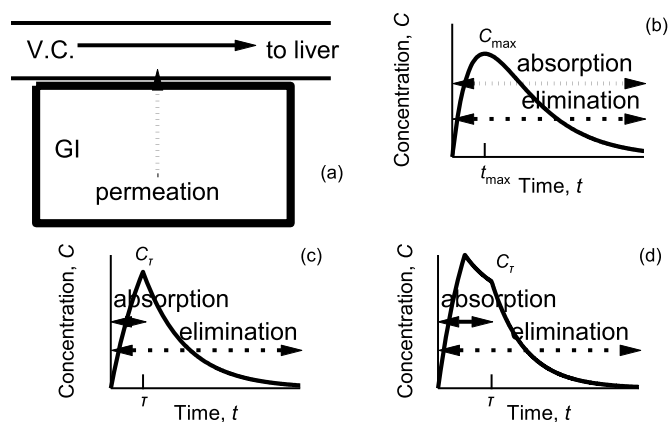 V.C.
to liver
GI
permeation
(a)
Concentration, C
Cmax
(b)
absorption
elimination
tmax
Time, t
Concentration, C
Cτ
(c)
absorption
elimination
τ
Time, t
Concentration, C
Cτ
(d)
absorption
elimination
τ
Time, t